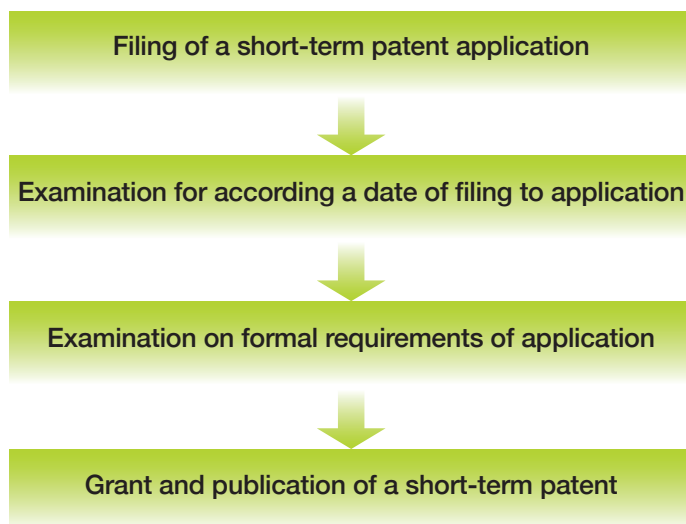 Filing of a short-term patent application
Examination for according a date of filing to application
Examination on formal requirements of application
Grant and publication of a short-term patent